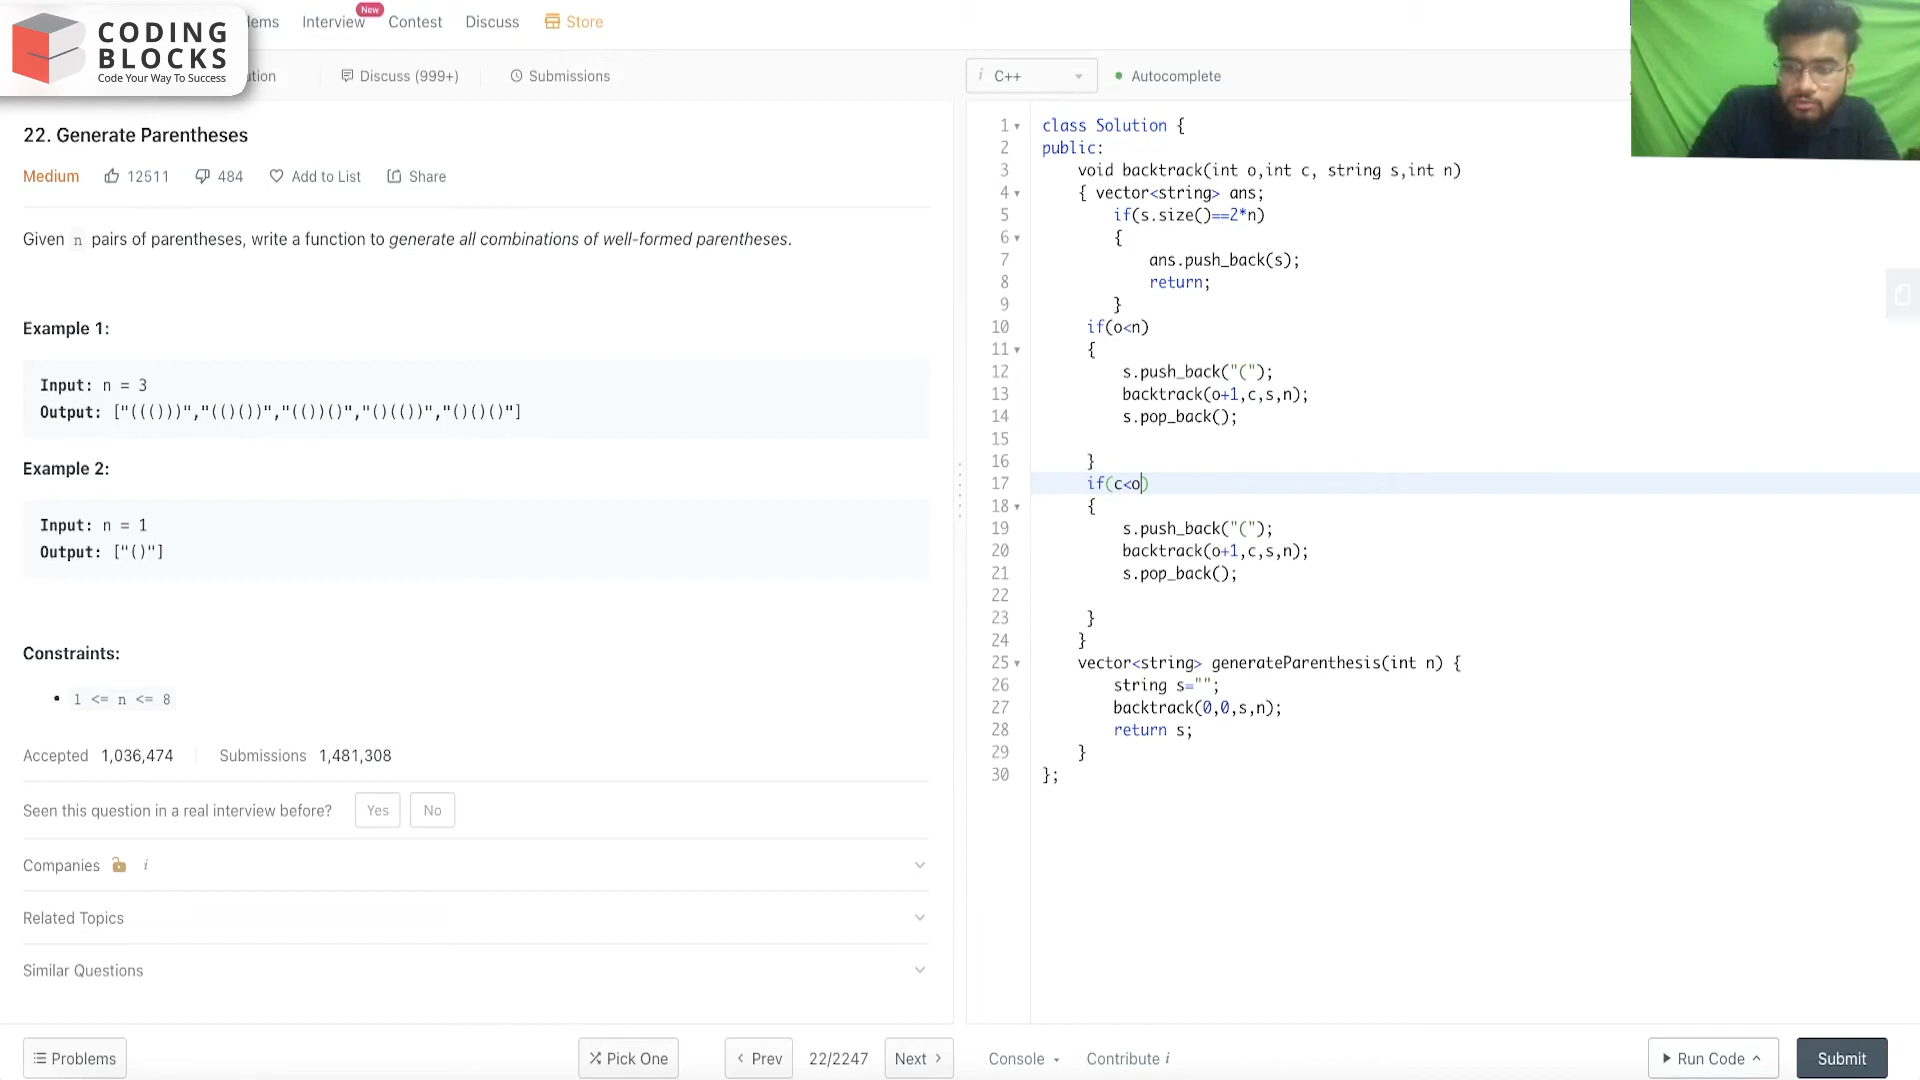 CODING
BLOCKS
Code Your Way To Success
ems
Interview
New
Contest
Discuss
Store
ution
Discuss (999+)
Submissions
i C++
Autocomplete
22. Generate Parentheses
Medium 12511 484 Add to List Share
Given n pairs of parentheses, write a function to generate all combinations of well-formed parentheses.
Example 1:
Input: n = 3
Output: ["((()))","(()())","(())()","()(())","()()()"]
Example 2:
Input: n = 1
Output: ["()"]
Constraints:
• 1 <= n <= 8
Accepted 1,036,474 Submissions 1,481,308
Seen this question in a real interview before? Yes No
Companies i
Related Topics
Similar Questions
1 class Solution {
2 public:
3 void backtrack(int o,int c, string s,int n)
4 { vector<string> ans;
5 if(s.size()==2*n)
6 {
7 ans.push_back(s);
8 return;
9 }
10 if(o<n)
11 {
12 s.push_back("(");
13 backtrack(o+1,c,s,n);
14 s.pop_back();
15
16 }
17 if(c<o)
18 {
19 s.push_back("(");
20 backtrack(o+1,c,s,n);
21 s.pop_back();
22
23 }
24 }
25 vector<string> generateParenthesis(int n) {
26 string s="";
27 backtrack(0,0,s,n);
28 return s;
29 }
30 };
Problems
Pick One
Prev
22/2247
Next
Console
Contribute i
Run Code
Submit